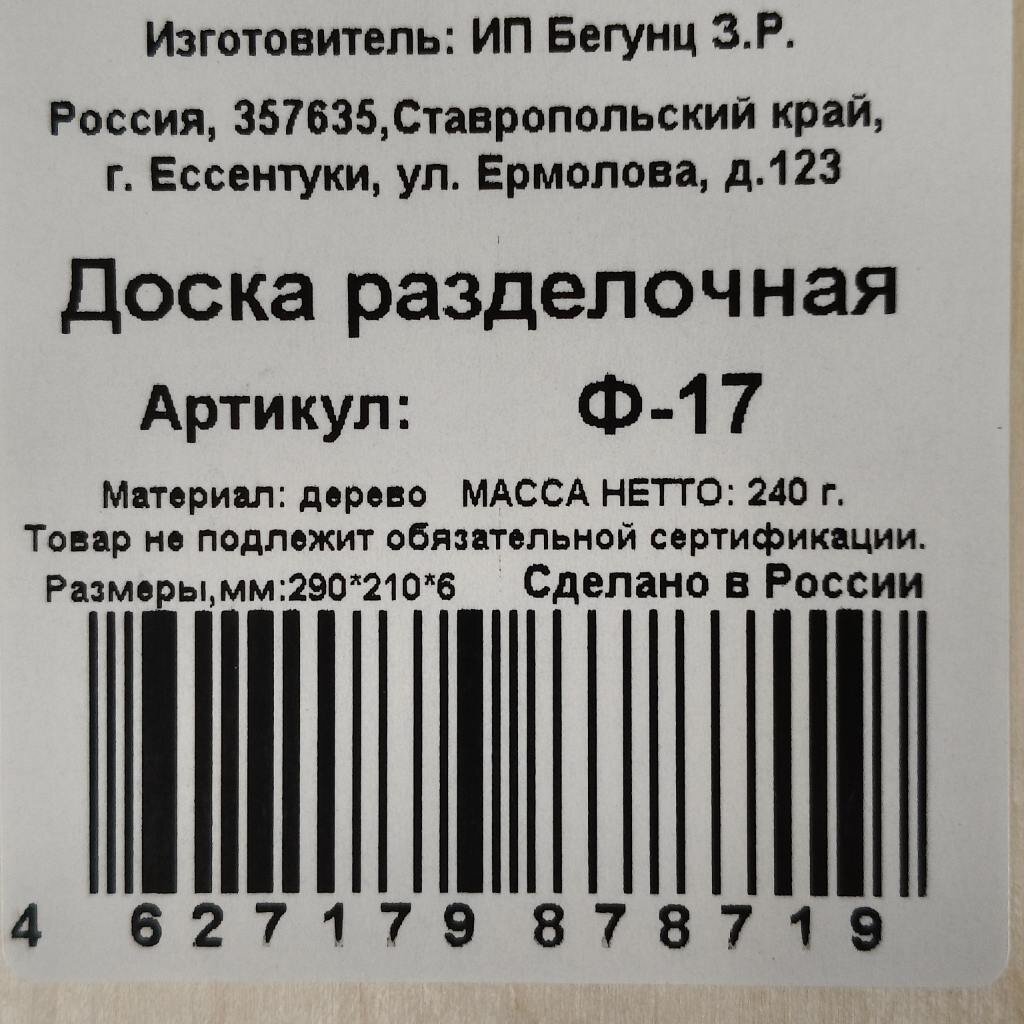 Изготовитель: ИП Бегунц З.Р.
Россия, 357635,Ставропольский край,
г. Ессентуки, ул. Ермолова, д.123
Доска разделочная
Артикул: Ф-17
Материал: дерево МАССА НЕТТО: 240 г.
Товар не подлежит обязательной сертификации.
Размеры,мм:290*210*6 Сделано в России
4 627179 878719